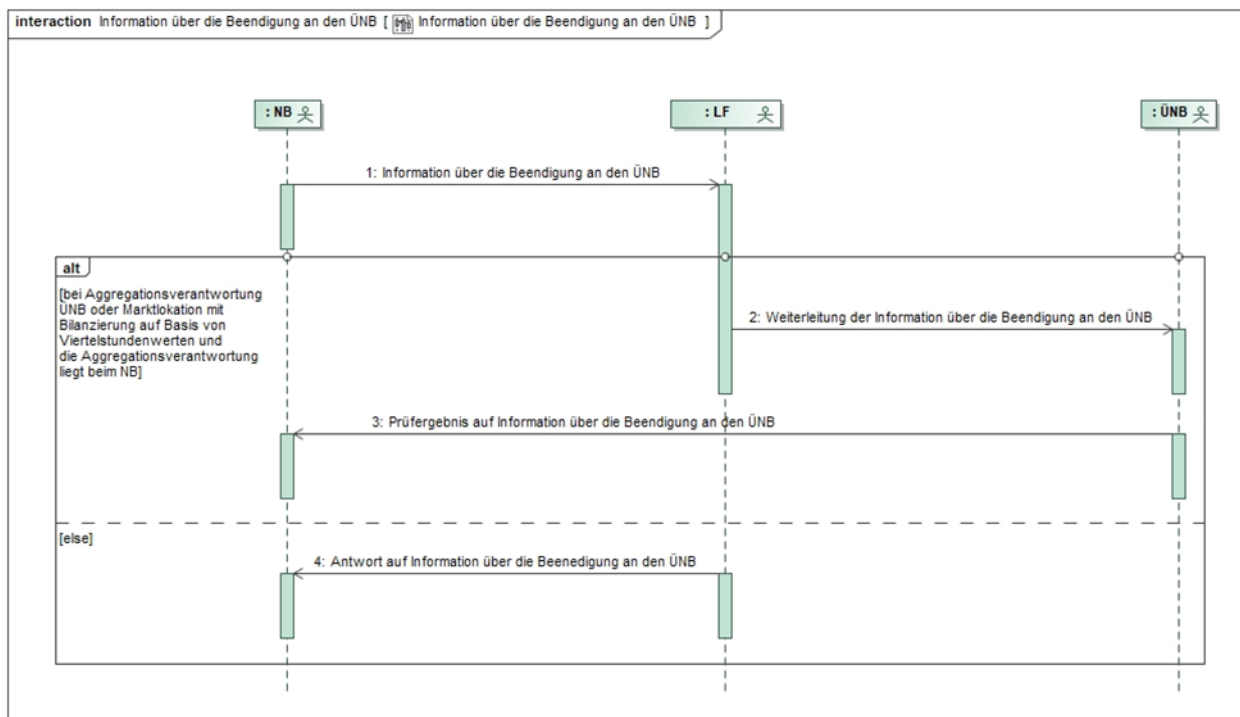 interaction Information über die Beendigung an den ÜNB [ Information über die Beendigung an den ÜNB ]
: NB
: LF
: ÜNB
1: Information über die Beendigung an den ÜNB
alt
[bei Aggregationsverantwortung
ÜNB oder Marktlokation mit
Bilanzierung auf Basis von
Viertelstundenwerten und
die Aggregationsverantwortung
liegt beim NB]
2: Weiterleitung der Information über die Beendigung an den ÜNB
3: Prüfergebnis auf Information über die Beendigung an den ÜNB
[else]
4: Antwort auf Information über die Beenedigung an den ÜNB